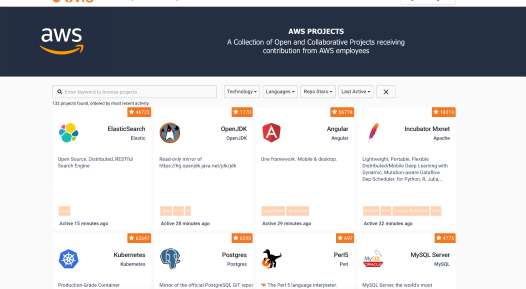 aws
AWS PROJECTS
A Collection of Open and Collaborative Projects receiving
contribution from AWS employees
Enter keyword to browse projects
Technology
Languages
Repo Stats
Last Active
132 projects found, ordered by most recent activity
46723
ElasticSearch
Elastic
Open Source, Distributed, RESTful
Search Engine
Active 15 minutes ago
1170
OpenJDK
OpenJDK
Read-only mirror of
https://hg.openjdk.java.net/jdk/jdk
Active 28 minutes ago
56774
Angular
Angular
One framework. Mobile & desktop.
Active 29 minutes ago
18319
Incubator Mxnet
Apache
Lightweight, Portable, Flexible
Distributed/Mobile Deep Learning with
Dynamic, Mutation-aware Dataflow
Dep Scheduler; for Python, R, Julia,...
Active 32 minutes ago
62647
Kubernetes
Kubernetes
Production-Grade Container
6290
Postgres
Postgres
Mirror of the official PostgreSQL GIT repo
697
Perl5
Perl
The Perl 5 language interpreter.
4775
MySQL Server
MySQL
MySQL Server, the world's most